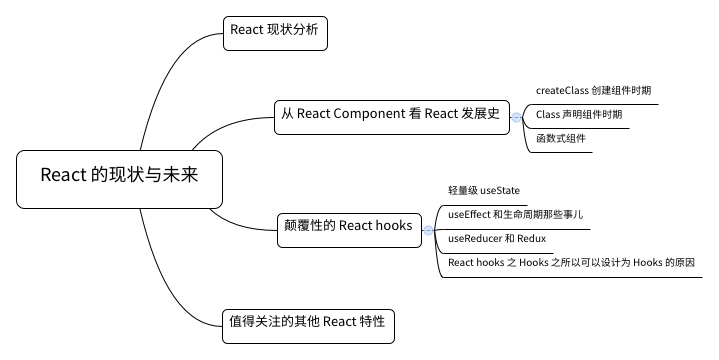 React 现状分析
从 React Component 看 React 发展史
createClass 创建组件时期
Class 声明组件时期
函数式组件
React 的现状与未来
颠覆性的 React hooks
轻量级 useState
useEffect 和生命周期那些事儿
useReducer 和 Redux
React hooks 之 Hooks 之所以可以设计为 Hooks 的原因
值得关注的其他 React 特性